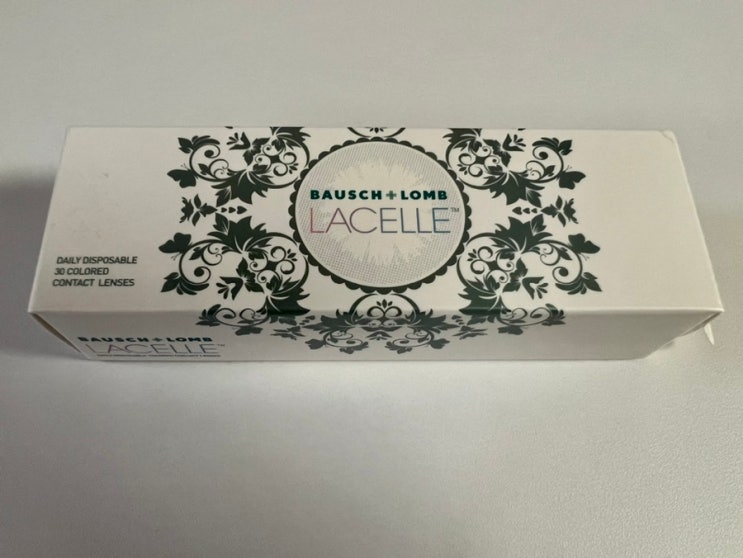 BAUSCH + LOMB
LACELLE™
DAILY DISPOSABLE
30 COLORED
CONTACT LENSES
BAUSCH + LOMB
LACELLE™